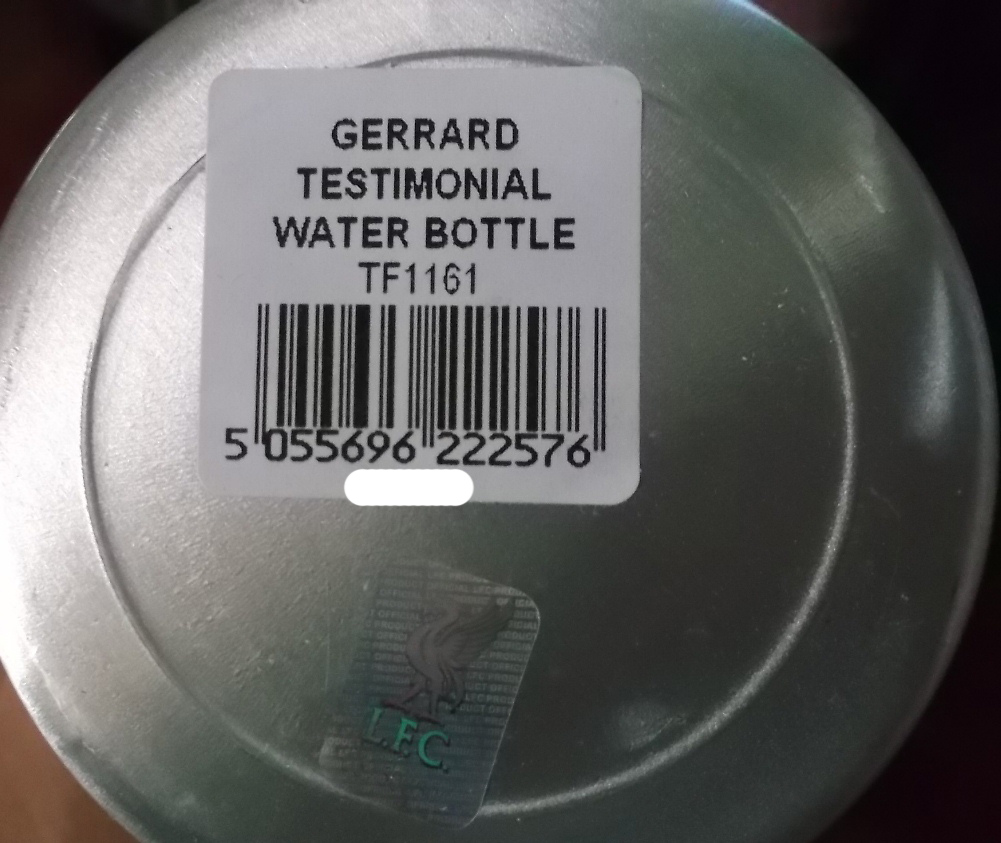 GERRARD
TESTIMONIAL
WATER BOTTLE
TF1161
5 055696 222576
L.F.C.